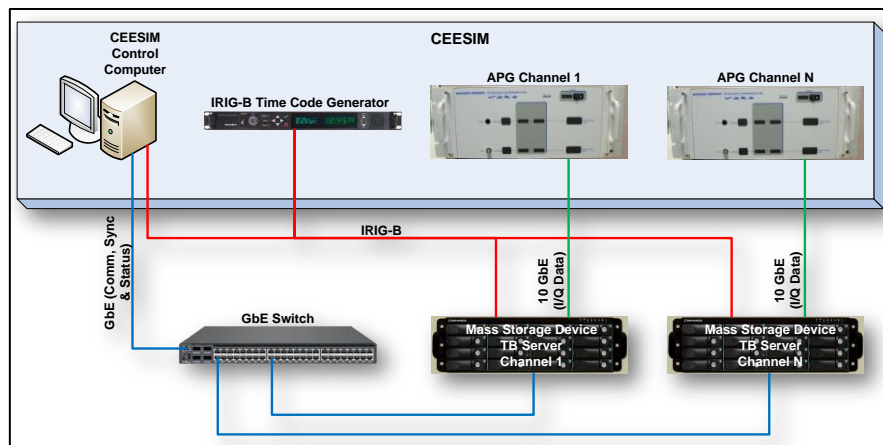 CEESIM
Control
Computer
CEESIM
IRIG-B Time Code Generator
APG Channel 1
APG Channel N
IRIG-B
GbE (Comm, Sync
& Status)
10 GbE
(I/Q Data)
10 GbE
(I/Q Data)
GbE Switch
Mass Storage Device
TB Server
Channel 1
Mass Storage Device
TB Server
Channel N